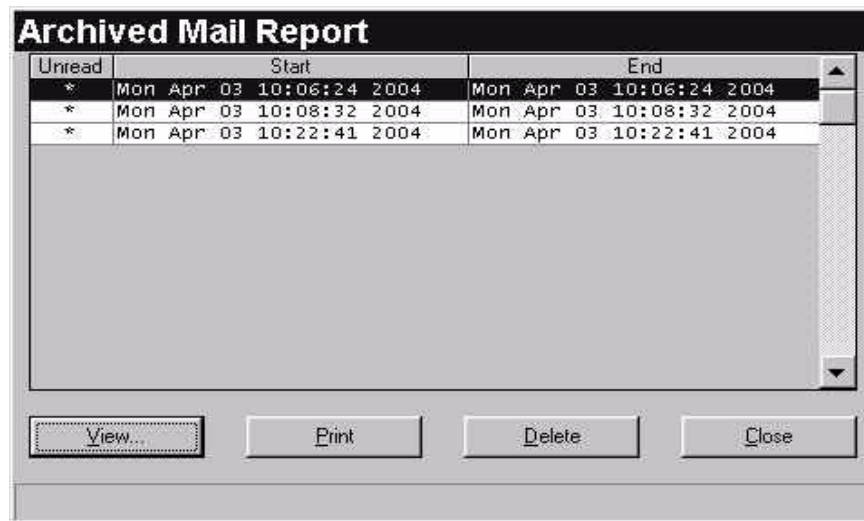 Archived Mail Report
Unread Start End
* Mon Apr 03 10:06:24 2004 Mon Apr 03 10:06:24 2004
* Mon Apr 03 10:08:32 2004 Mon Apr 03 10:08:32 2004
* Mon Apr 03 10:22:41 2004 Mon Apr 03 10:22:41 2004
View... Print Delete Close